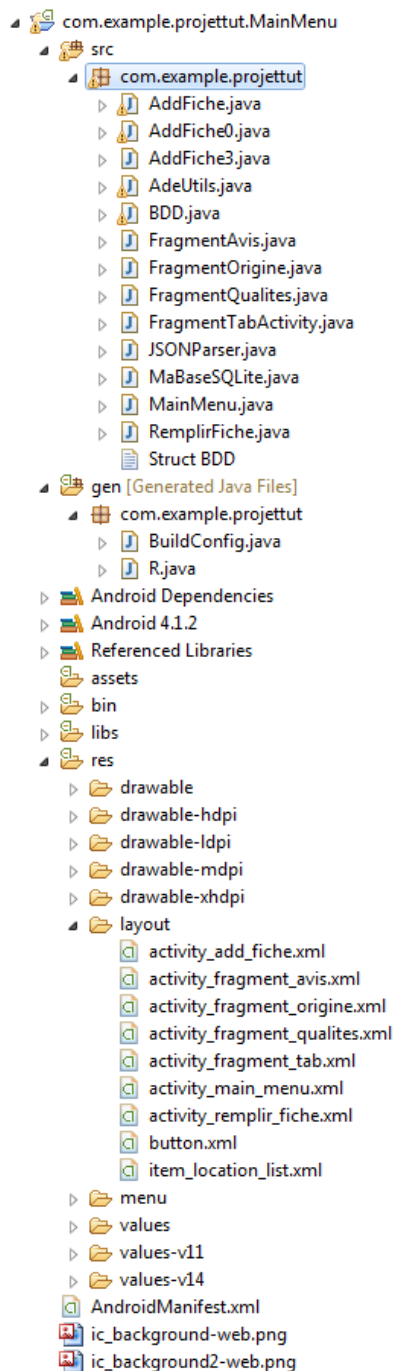 com.example.projettut.MainMenu
src
com.example.projettut
AddFiche.java
AddFiche0.java
AddFiche3.java
AdeUtils.java
BDD.java
FragmentAvis.java
FragmentOrigine.java
FragmentQualites.java
FragmentTabActivity.java
JSONParser.java
MaBaseSQLite.java
MainMenu.java
RemplirFiche.java
Struct BDD
gen [Generated Java Files]
com.example.projettut
BuildConfig.java
R.java
Android Dependencies
Android 4.1.2
Referenced Libraries
assets
bin
libs
res
drawable
drawable-hdpi
drawable-ldpi
drawable-mdpi
drawable-xhdpi
layout
activity_add_fiche.xml
activity_fragment_avis.xml
activity_fragment_origine.xml
activity_fragment_qualites.xml
activity_fragment_tab.xml
activity_main_menu.xml
activity_remplir_fiche.xml
button.xml
item_location_list.xml
menu
values
values-v11
values-v14
AndroidManifest.xml
ic_background-web.png
ic_background2-web.png